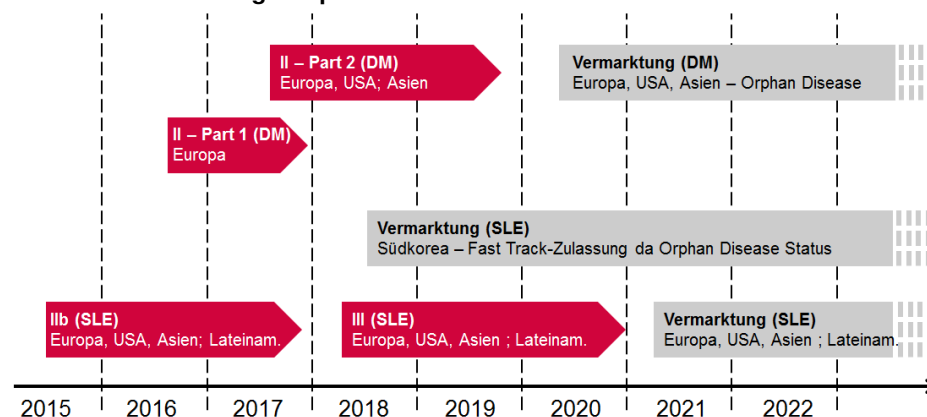 II – Part 2 (DM)
Europa, USA; Asien
Vermarktung (DM)
Europa, USA, Asien – Orphan Disease
II – Part 1 (DM)
Europa
Vermarktung (SLE)
Südkorea – Fast Track-Zulassung da Orphan Disease Status
IIb (SLE)
Europa, USA, Asien; Lateinam.
III (SLE)
Europa, USA, Asien ; Lateinam.
Vermarktung (SLE)
Europa, USA, Asien ; Lateinam.
2015 2016 2017 2018 2019 2020 2021 2022